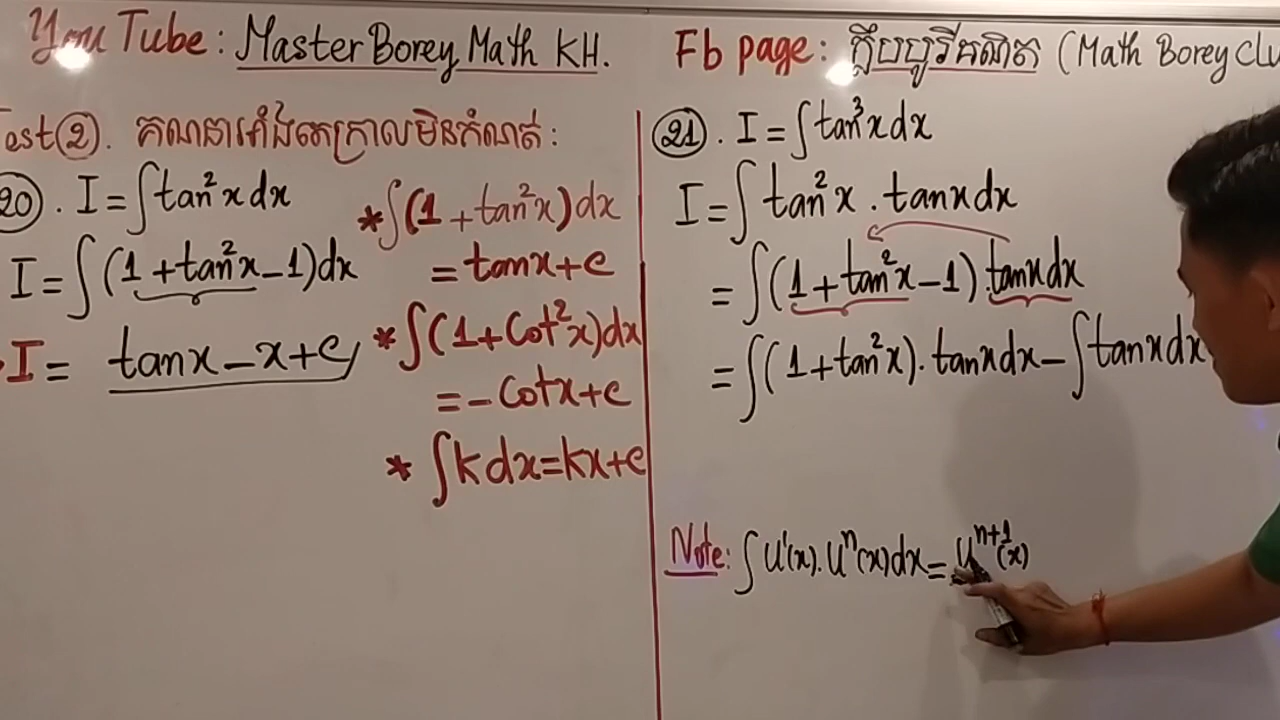 You Tube: Master Borey Math KH.
Fb page: ក្លឹបបូរីគណិត (Math Borey Clu
Test ②. គណនាអាំងតេក្រាលមិនកំណត់:
20. I = ∫tan²x dx
I = ∫(1 + tan²x - 1)dx
I = tanx - x + c
* ∫(1 + tan²x)dx
= tanx + c
* ∫(1 + Cot²x)dx
= - Cotx + c
* ∫k dx = kx + c
21. I = ∫tan³x dx
I = ∫tan²x . tanx dx
= ∫(1 + tan²x - 1). tanx dx
= ∫(1 + tan²x). tanx dx - ∫tanx dx
Note: ∫U'(x). Uⁿ(x)dx = Uⁿ⁺¹(x)